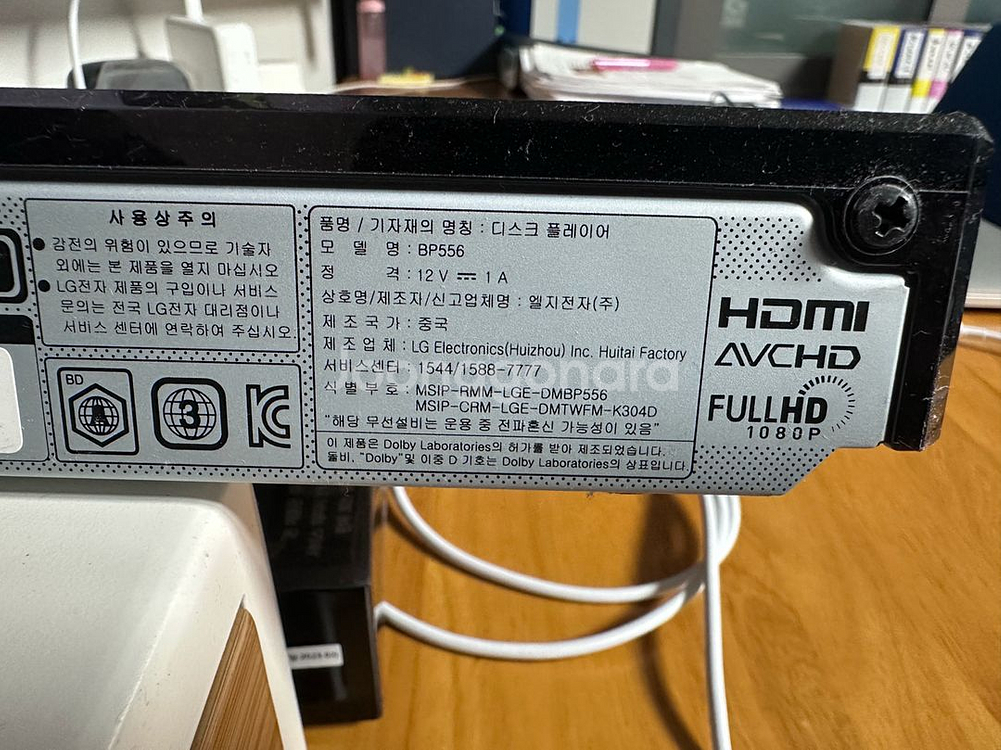 사용상주의
● 감전의 위험이 있으므로 기술자
외에는 본 제품을 열지 마십시오
● LG전자 제품의 구입이나 서비스
문의는 전국 LG전자 대리점이나
서비스 센터에 연락하여 주십시오.
BD
A
3
품명 / 기자재의 명칭 : 디스크 플레이어
모 델 명 : BP556
정 격 : 12 V ⎓ 1 A
상호명/제조자/신고업체명 : 엘지전자(주)
제 조 국 가 : 중국
제 조 업 체 : LG Electronics(Huizhou) Inc. Huitai Factory
서비스센터 : 1544/1588-7777
식 별 부 호 : MSIP-RMM-LGE-DMBP556
MSIP-CRM-LGE-DMTWFM-K304D
"해당 무선설비는 운용 중 전파혼신 가능성이 있음"
이 제품은 Dolby Laboratories의 허가를 받아 제조되었습니다.
돌비, "Dolby"및 이중 D 기호는 Dolby Laboratories의 상표입니다.
HDMI
AVCHD
FULLHD
1080P